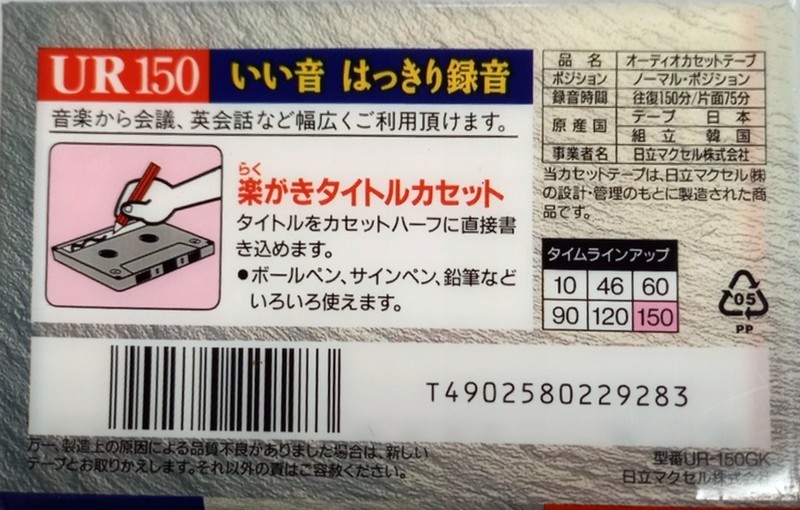 UR 150 いい音 はっきり録音
音楽から会議、英会話など幅広くご利用頂けます。
らく
楽がきタイトルカセット
タイトルをカセットハーフに直接書
き込めます。
●ボールペン、サインペン、鉛筆など
いろいろ使えます。
品名 オーディオカセットテープ
ポジション ノーマル・ポジション
録音時間 往復150分/片面75分
原産国 テープ 日本
組立 韓国
事業者名 日立マクセル株式会社
当カセットテープは、日立マクセル㈱
の設計・管理のもとに製造された商
品です。
タイムラインアップ
10 46 60
90 120 150
05
PP
T4902580229283
万一、製造上の原因による品質不良がありました場合は、新しい
テープとお取りかえします。それ以外の責はご容赦ください。
型番UR-150GK
日立マクセル株式会社